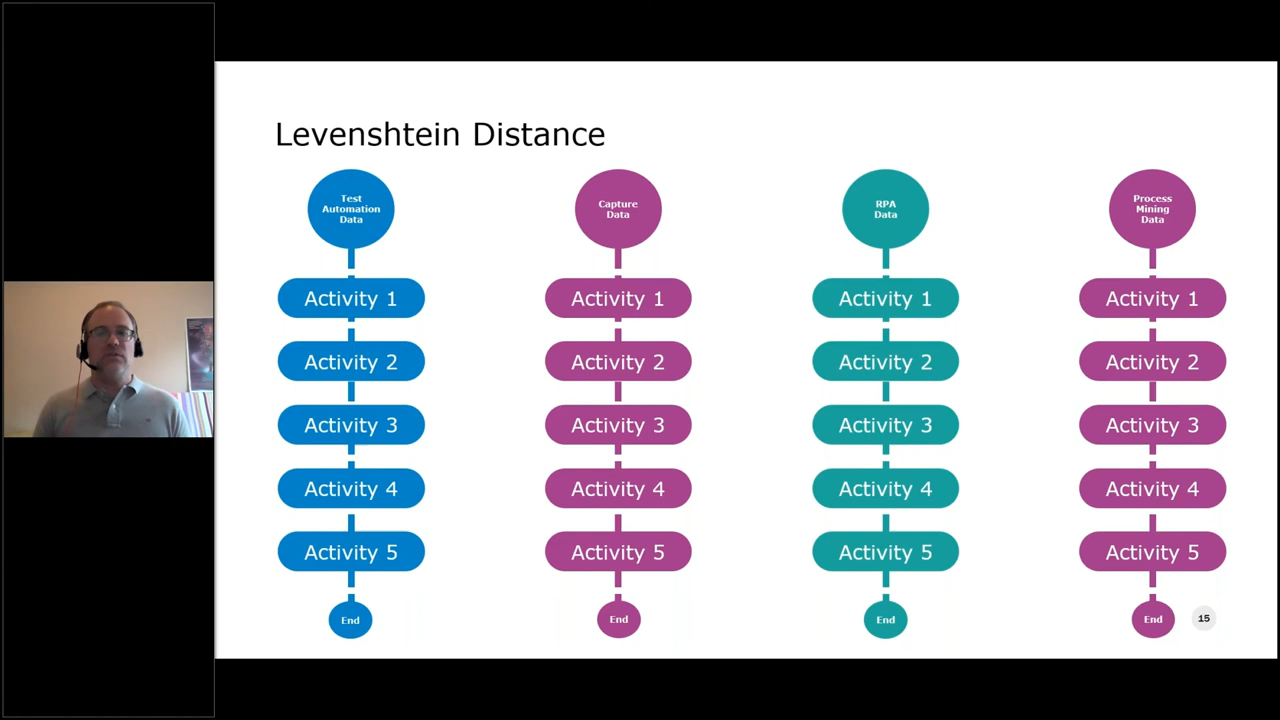 Levenshtein Distance
Test
Automation
Data
Capture
Data
RPA
Data
Process
Mining
Data
Activity 1
Activity 1
Activity 1
Activity 1
Activity 2
Activity 2
Activity 2
Activity 2
Activity 3
Activity 3
Activity 3
Activity 3
Activity 4
Activity 4
Activity 4
Activity 4
Activity 5
Activity 5
Activity 5
Activity 5
End
End
End
End
15